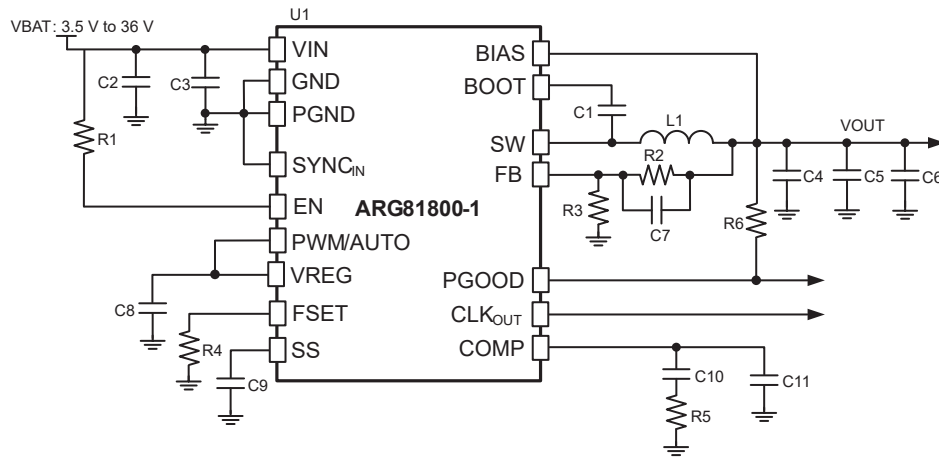 U1
VBAT: 3.5 V to 36 V
VIN
GND
PGND
SYNCIN
EN
PWM/AUTO
VREG
FSET
SS
ARG81800-1
BIAS
BOOT
SW
FB
PGOOD
CLKOUT
COMP
C2
C3
R1
C8
R4
C9
C1
L1
R2
R3
C7
VOUT
C4
C5
C6
R6
C10
C11
R5